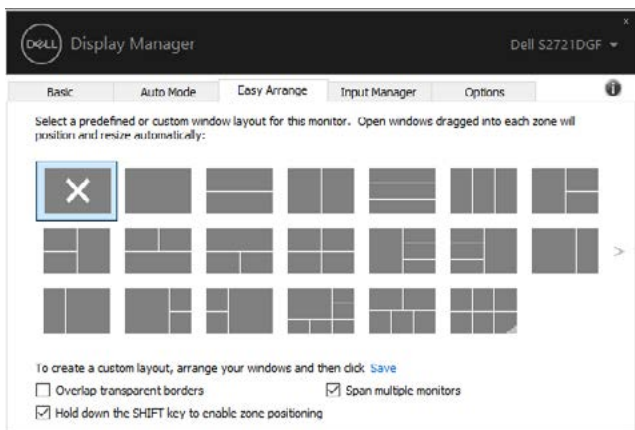 x
DELL Display Manager
Dell S2721DGF
Basic
Auto Mode
Easy Arrange
Input Manager
Options
Select a predefined or custom window layout for this monitor. Open windows dragged into each zone will
position and resize automatically:
To create a custom layout, arrange your windows and then click Save
Overlap transparent borders
Span multiple monitors
Hold down the SHIFT key to enable zone positioning